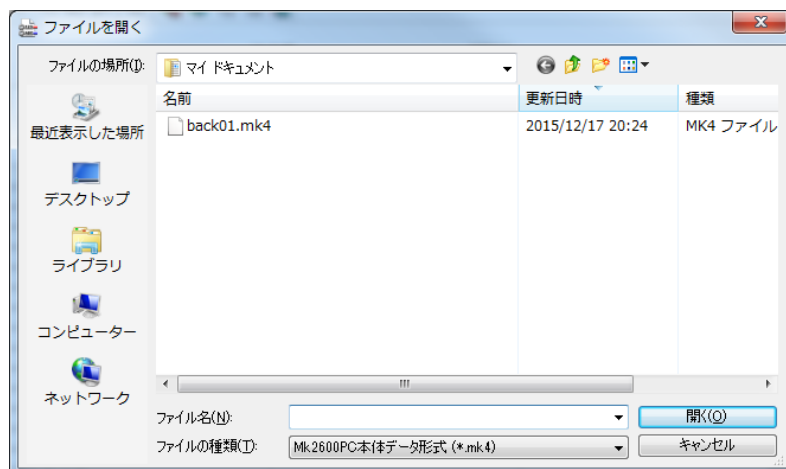 ファイルを開く
ファイルの場所(I):
マイ ドキュメント
名前
更新日時
種類
back01.mk4
2015/12/17 20:24
MK4 ファイル
最近表示した場所
デスクトップ
ライブラリ
コンピューター
ネットワーク
ファイル名(N):
開く(O)
ファイルの種類(T):
Mk2600PC本体データ形式 (*.mk4)
キャンセル